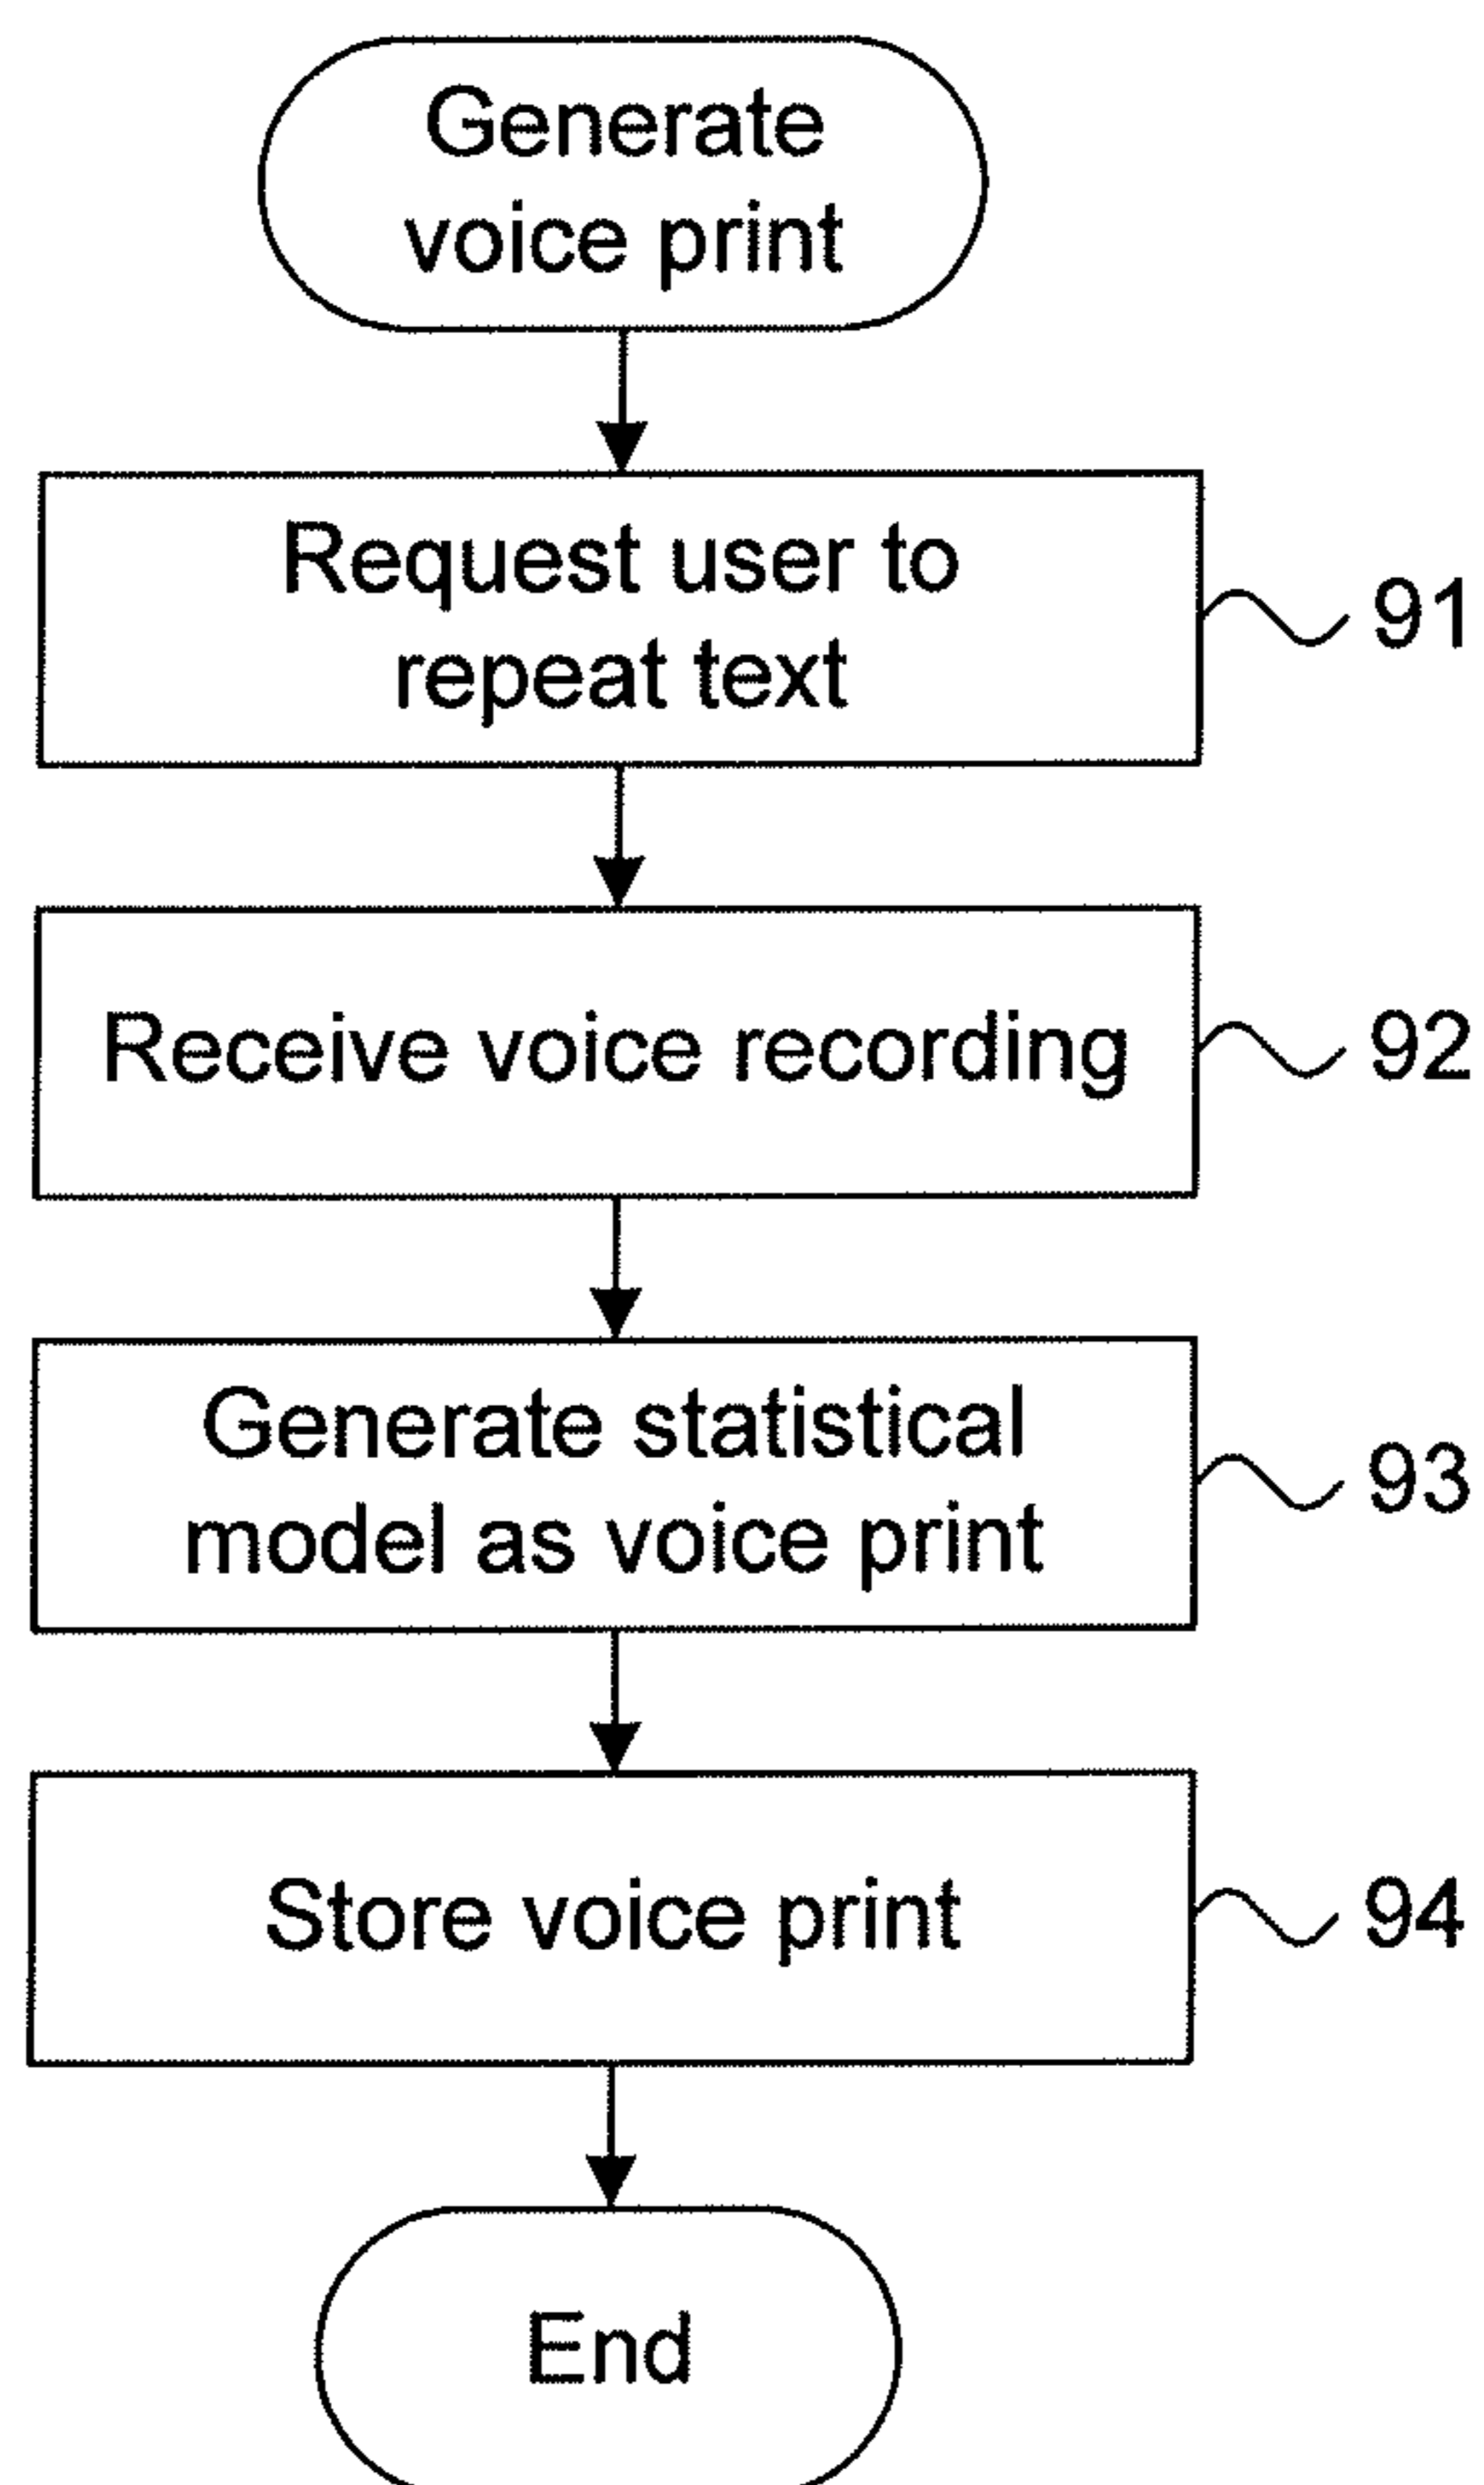 Generate
voice print
Request user to
repeat text
91
Receive voice recording
92
Generate statistical
model as voice print
93
Store voice print
94
End